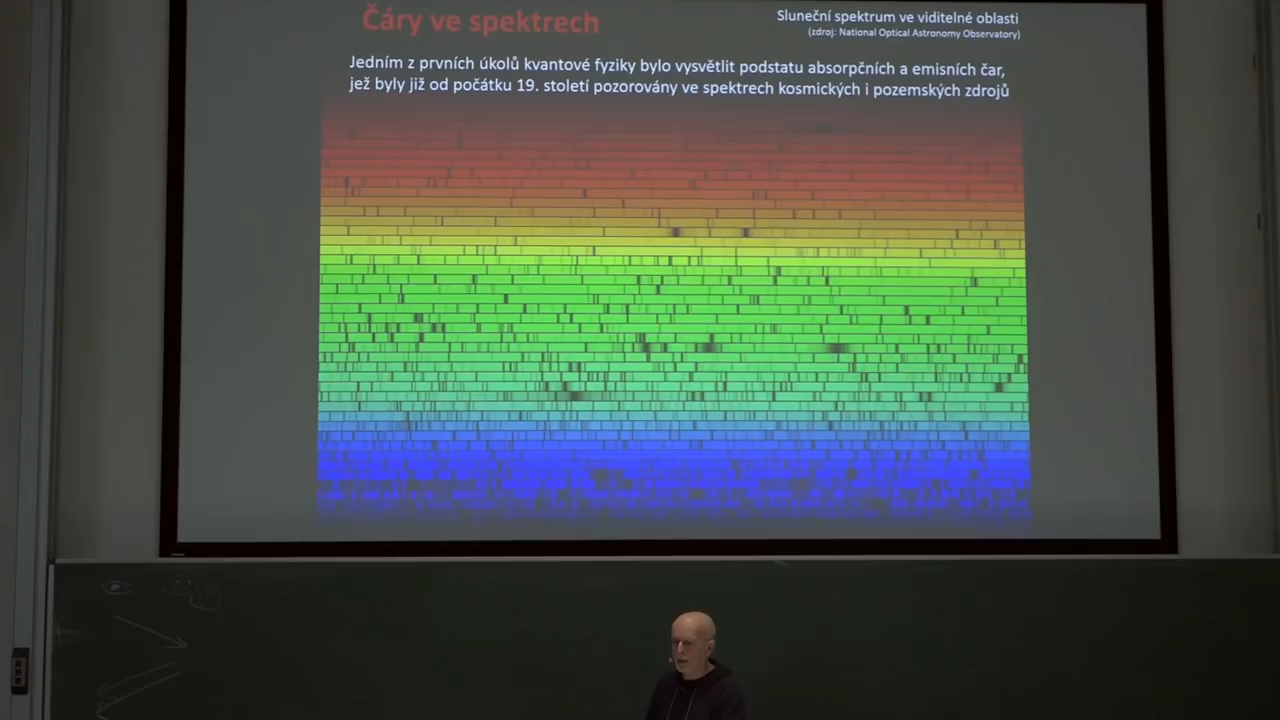 Čáry ve spektrech
Sluneční spektrum ve viditelné oblasti
(zdroj: National Optical Astronomy Observatory)
Jedním z prvních úkolů kvantové fyziky bylo vysvětlit podstatu absorpčních a emisních čar,
jež byly již od počátku 19. století pozorovány ve spektrech kosmických i pozemských zdrojů